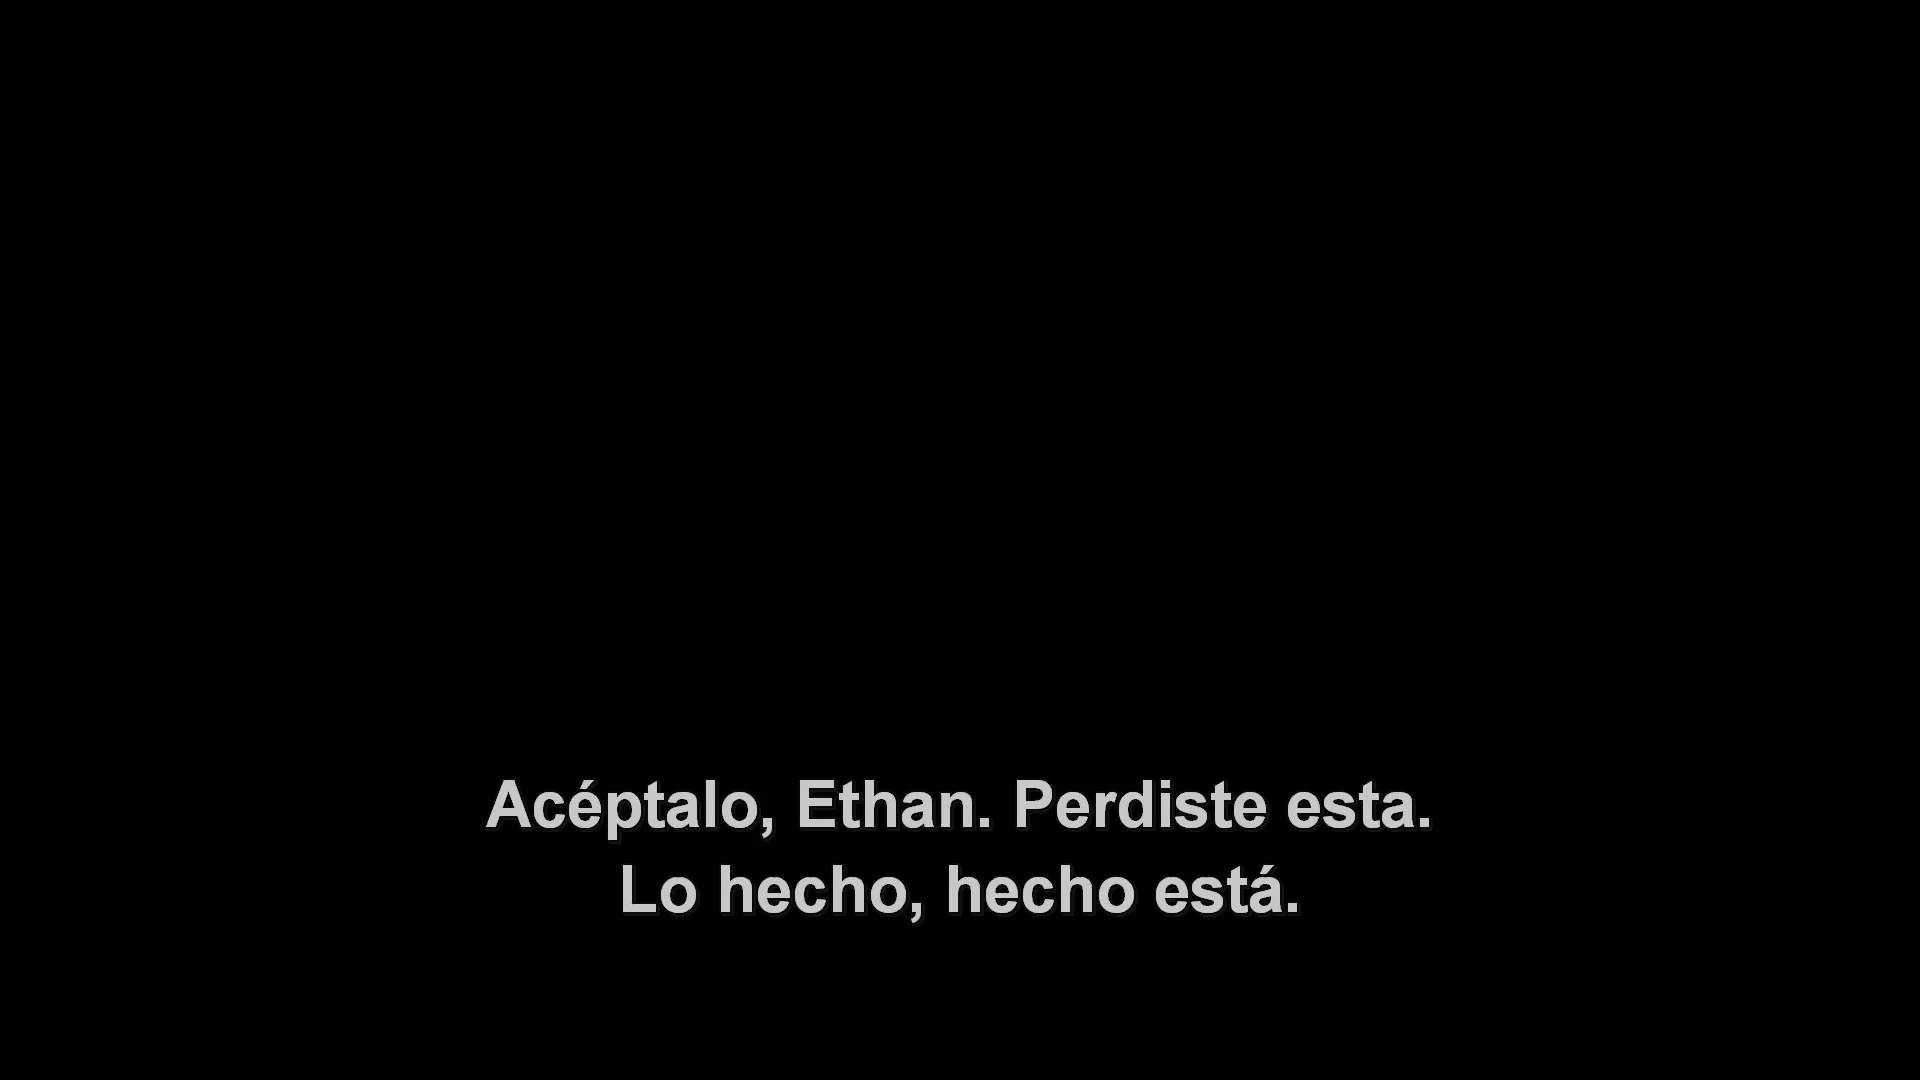 Acéptalo, Ethan. Perdiste esta.
Lo hecho, hecho está.